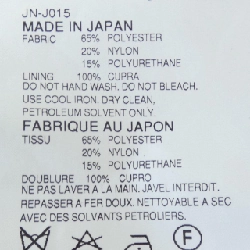 JN-J015
MADE IN JAPAN
FABRIC 65% POLYESTER
20% NYLON
15% POLYURETHANE
LINING 100% CUPRA
DO NOT HAND WASH. DO NOT BLEACH.
USE COOL IRON. DRY CLEAN,
PETROLEUM SOLVENT ONLY
FABRIQUE AU JAPON
TISSU 65% POLYESTER
20% NYLON
15% POLYURETHANE
DOUBLURE 100% CUPRO
NE PAS LAVER A LA MAIN. JAVEL INTERDIT.
REPASSER A FER DOUX. NETTOYABLE A SEC
AVEC DES SOLVANTS PETROLIERS.
F